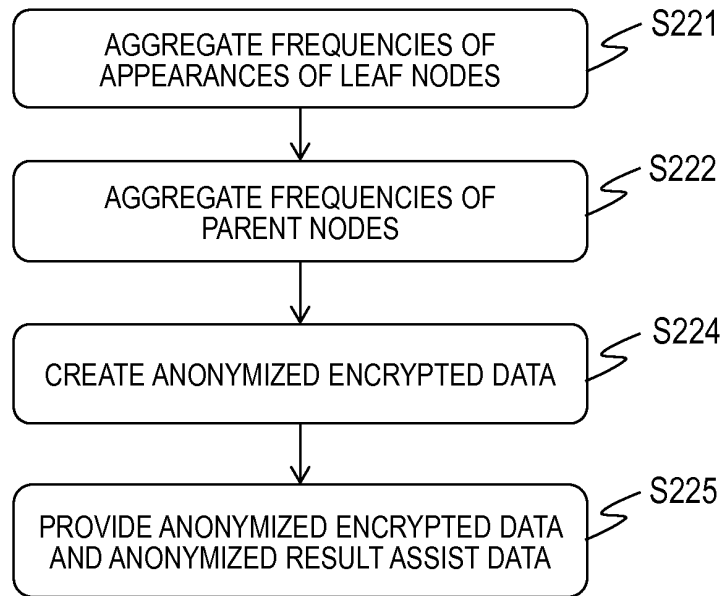 AGGREGATE FREQUENCIES OF
APPEARANCES OF LEAF NODES
S221
AGGREGATE FREQUENCIES OF
PARENT NODES
S222
CREATE ANONYMIZED ENCRYPTED DATA
S224
PROVIDE ANONYMIZED ENCRYPTED DATA
AND ANONYMIZED RESULT ASSIST DATA
S225